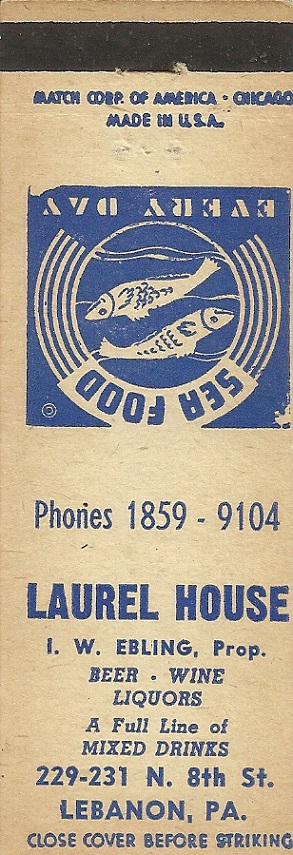 MATCH CORP. OF AMERICA · CHICAGO
MADE IN U.S.A.
SEA FOOD
EVERY DAY
©
Phones 1859 - 9104
LAUREL HOUSE
I. W. EBLING, Prop.
BEER · WINE
LIQUORS
A Full Line of
MIXED DRINKS
229-231 N. 8th St.
LEBANON, PA.
CLOSE COVER BEFORE STRIKING